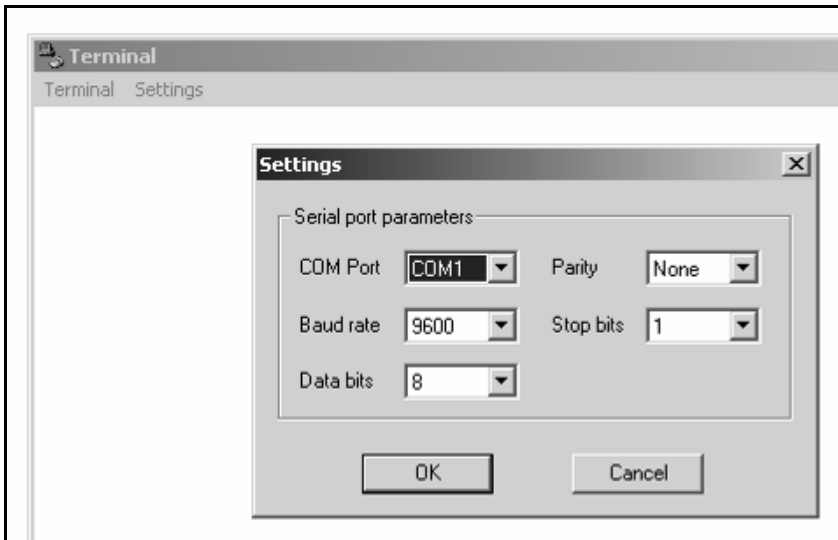 Terminal
Terminal Settings
Settings
Serial port parameters
COM Port COM1 Parity None
Baud rate 9600 Stop bits 1
Data bits 8
OK Cancel